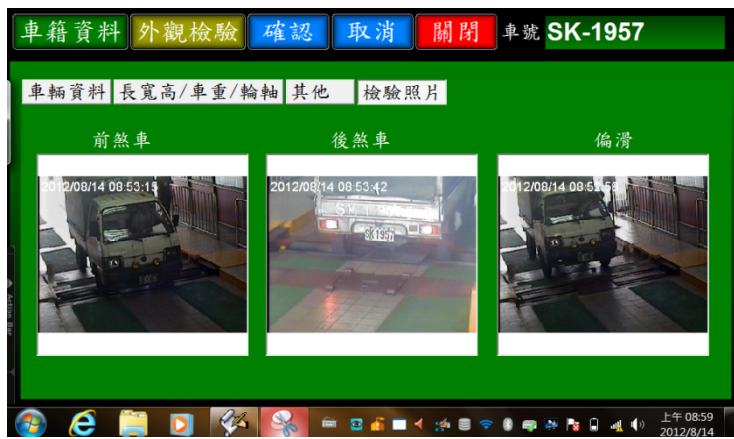 車籍資料 外觀檢驗 確認 取消 關閉 車號 SK-1957
車輛資料 長寬高/車重/輪軸 其他 檢驗照片
前煞車 後煞車 偏滑
2012/08/14 08:53:15 2012/08/14 08:53:42 2012/08/14 08:52:59
SK1957
Action Bar
上午 08:59
2012/8/14